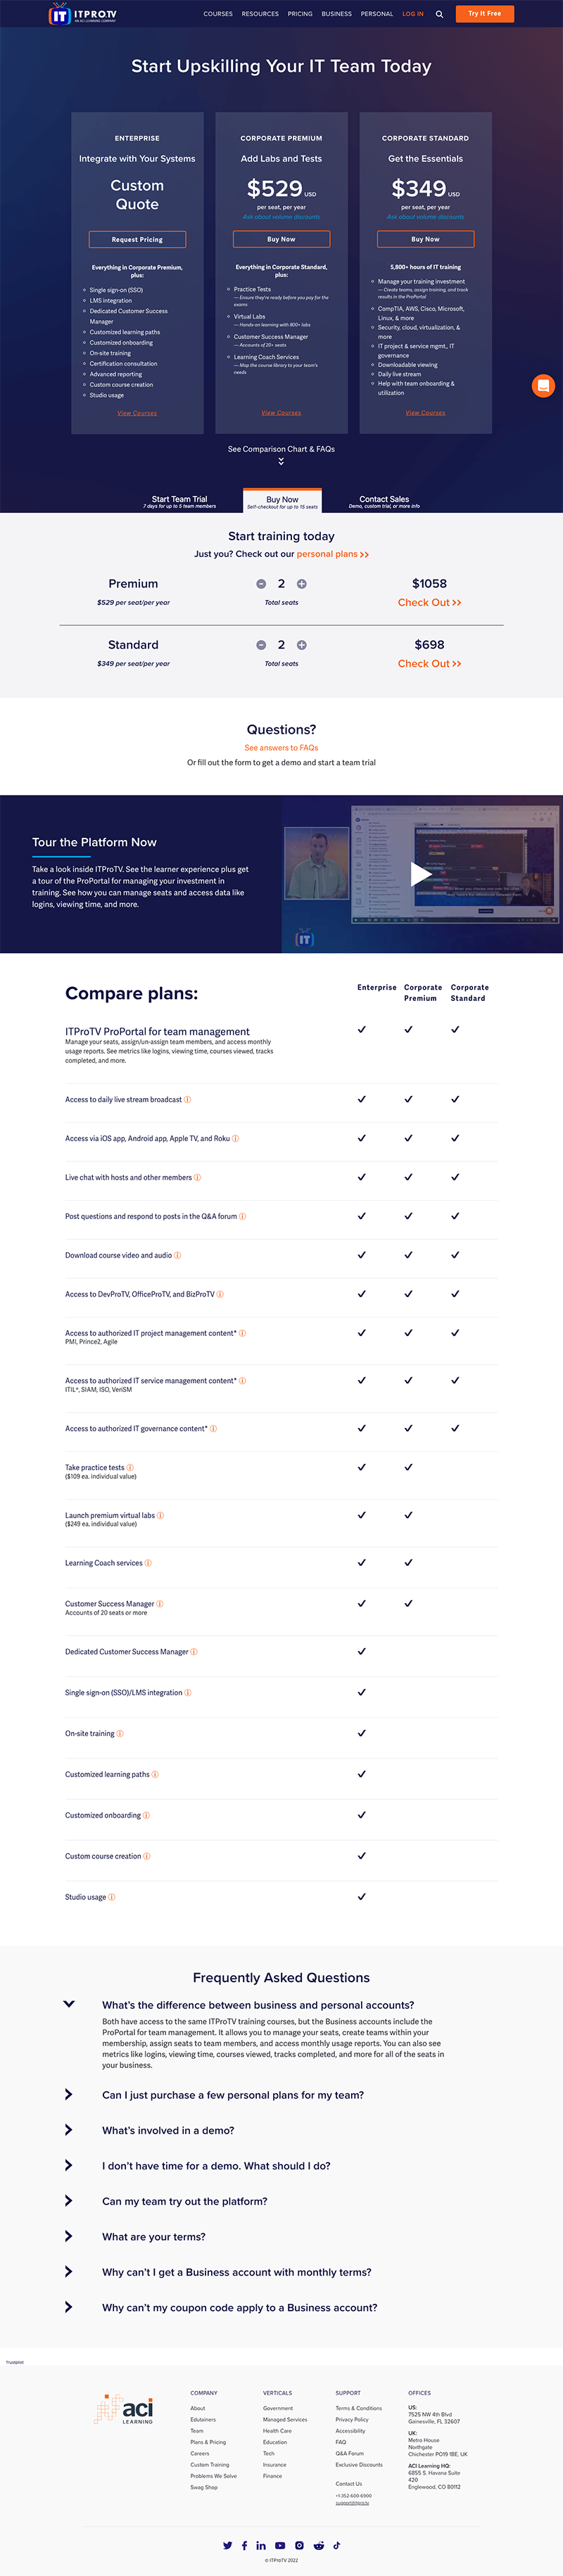 ITPROTV
AN ACI LEARNING COMPANY
COURSES RESOURCES PRICING BUSINESS PERSONAL LOG IN Try It Free
Start Upskilling Your IT Team Today
ENTERPRISE
Integrate with Your Systems
Custom
Quote
Request Pricing
Everything in Corporate Premium,
plus:
Single sign-on (SSO)
LMS integration
Dedicated Customer Success
Manager
Customized learning paths
Customized onboarding
On-site training
Certification consultation
Advanced reporting
Custom course creation
Studio usage
View Courses
CORPORATE PREMIUM
Add Labs and Tests
$529 USD
per seat, per year
Ask about volume discounts
Buy Now
Everything in Corporate Standard,
plus:
Practice Tests
— Ensure they're ready before you pay for the
exams
Virtual Labs
— Hands-on learning with 800+ labs
Customer Success Manager
— Accounts of 20+ seats
Learning Coach Services
— Map the course library to your team's
needs
View Courses
CORPORATE STANDARD
Get the Essentials
$349 USD
per seat, per year
Ask about volume discounts
Buy Now
5,800+ hours of IT training
Manage your training investment
— Create teams, assign training, and track
results in the ProPortal
CompTIA, AWS, Cisco, Microsoft,
Linux, & more
Security, cloud, virtualization, &
more
IT project & service mgmt., IT
governance
Downloadable viewing
Daily live stream
Help with team onboarding &
utilization
View Courses
See Comparison Chart & FAQs
Start Team Trial
7 days for up to 5 team members
Buy Now
Self-checkout for up to 15 seats
Contact Sales
Demo, custom trial, or more info
Start training today
Just you? Check out our personal plans >>
Premium 2 $1058
$529 per seat/per year Total seats Check Out >>
Standard 2 $698
$349 per seat/per year Total seats Check Out >>
Questions?
See answers to FAQs
Or fill out the form to get a demo and start a team trial
Tour the Platform Now
Take a look inside ITProTV. See the learner experience plus get
a tour of the ProPortal for managing your investment in
training. See how you can manage seats and access data like
logins, viewing time, and more.
IT
Compare plans:
Enterprise Corporate Corporate
Premium Standard
ITProTV ProPortal for team management
Manage your seats, assign/un-assign team members, and access monthly
usage reports. See metrics like logins, viewing time, courses viewed, tracks
completed, and more.
Access to daily live stream broadcast
Access via iOS app, Android app, Apple TV, and Roku
Live chat with hosts and other members
Post questions and respond to posts in the Q&A forum
Download course video and audio
Access to DevProTV, OfficeProTV, and BizProTV
Access to authorized IT project management content*
PMI, Prince2, Agile
Access to authorized IT service management content*
ITIL®, SIAM, ISO, VeriSM
Access to authorized IT governance content*
Take practice tests
($109 ea. individual value)
Launch premium virtual labs
($249 ea. individual value)
Learning Coach services
Customer Success Manager
Accounts of 20 seats or more
Dedicated Customer Success Manager
Single sign-on (SSO)/LMS integration
On-site training
Customized learning paths
Customized onboarding
Custom course creation
Studio usage
Frequently Asked Questions
What's the difference between business and personal accounts?
Both have access to the same ITProTV training courses, but the Business accounts include the
ProPortal for team management. It allows you to manage your seats, create teams within your
membership, assign seats to team members, and access monthly usage reports. You can also see
metrics like logins, viewing time, courses viewed, tracks completed, and more for all of the seats in
your business.
Can I just purchase a few personal plans for my team?
What's involved in a demo?
I don't have time for a demo. What should I do?
Can my team try out the platform?
What are your terms?
Why can't I get a Business account with monthly terms?
Why can't my coupon code apply to a Business account?
Trustpilot
aci
LEARNING
COMPANY
About
Edutainers
Team
Plans & Pricing
Careers
Custom Training
Problems We Solve
Swag Shop
VERTICALS
Government
Managed Services
Health Care
Education
Tech
Insurance
Finance
SUPPORT
Terms & Conditions
Privacy Policy
Accessibility
FAQ
Q&A Forum
Exclusive Discounts
Contact Us
+1-352-600-6900
support@itpro.tv
OFFICES
US:
7525 NW 4th Blvd
Gainesville, FL 32607
UK:
Metro House
Northgate
Chichester PO19 1BE, UK
ACI Learning HQ:
6855 S. Havana Suite
420
Englewood, CO 80112
© ITProTV 2022